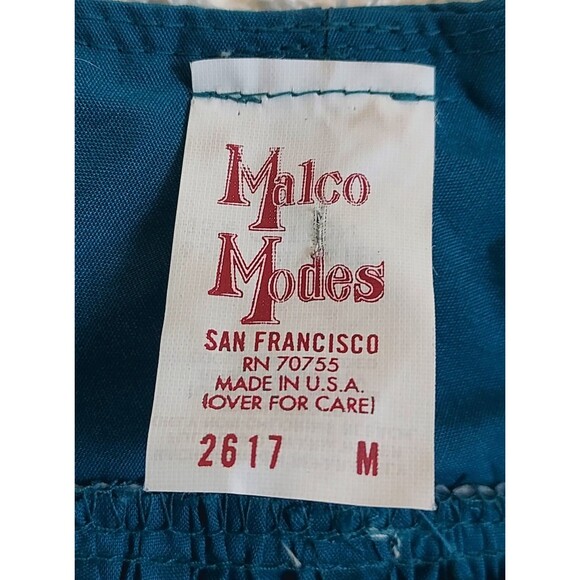 Malco
Modes
SAN FRANCISCO
RN 70755
MADE IN U.S.A.
(OVER FOR CARE)
2617 M